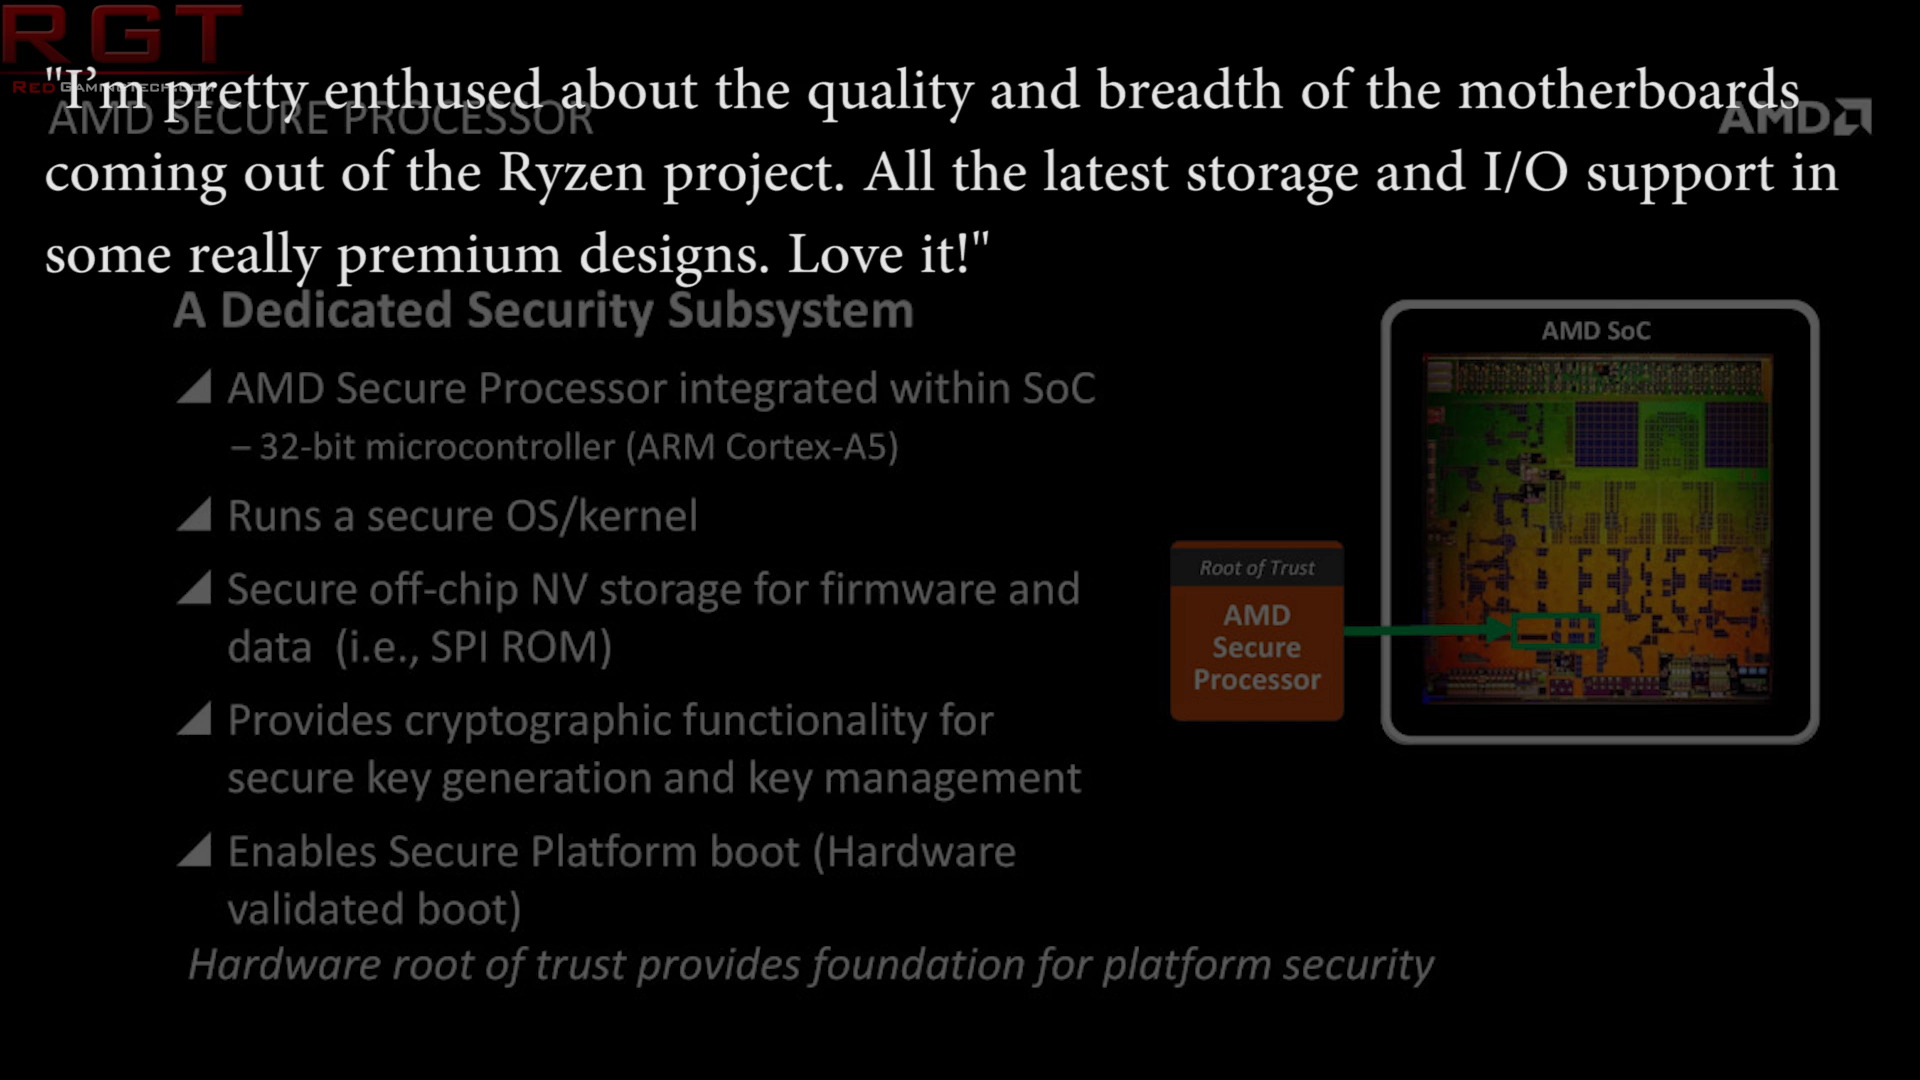 RGT
RED GAMINGTECH.COM
"I'm pretty enthused about the quality and breadth of the motherboards
coming out of the Ryzen project. All the latest storage and I/O support in
some really premium designs. Love it!"
AMD SECURE PROCESSOR
AMD
A Dedicated Security Subsystem
AMD Secure Processor integrated within SoC
– 32-bit microcontroller (ARM Cortex-A5)
Runs a secure OS/kernel
Secure off-chip NV storage for firmware and
data (i.e., SPI ROM)
Provides cryptographic functionality for
secure key generation and key management
Enables Secure Platform boot (Hardware
validated boot)
Hardware root of trust provides foundation for platform security
AMD SoC
Root of Trust
AMD
Secure
Processor